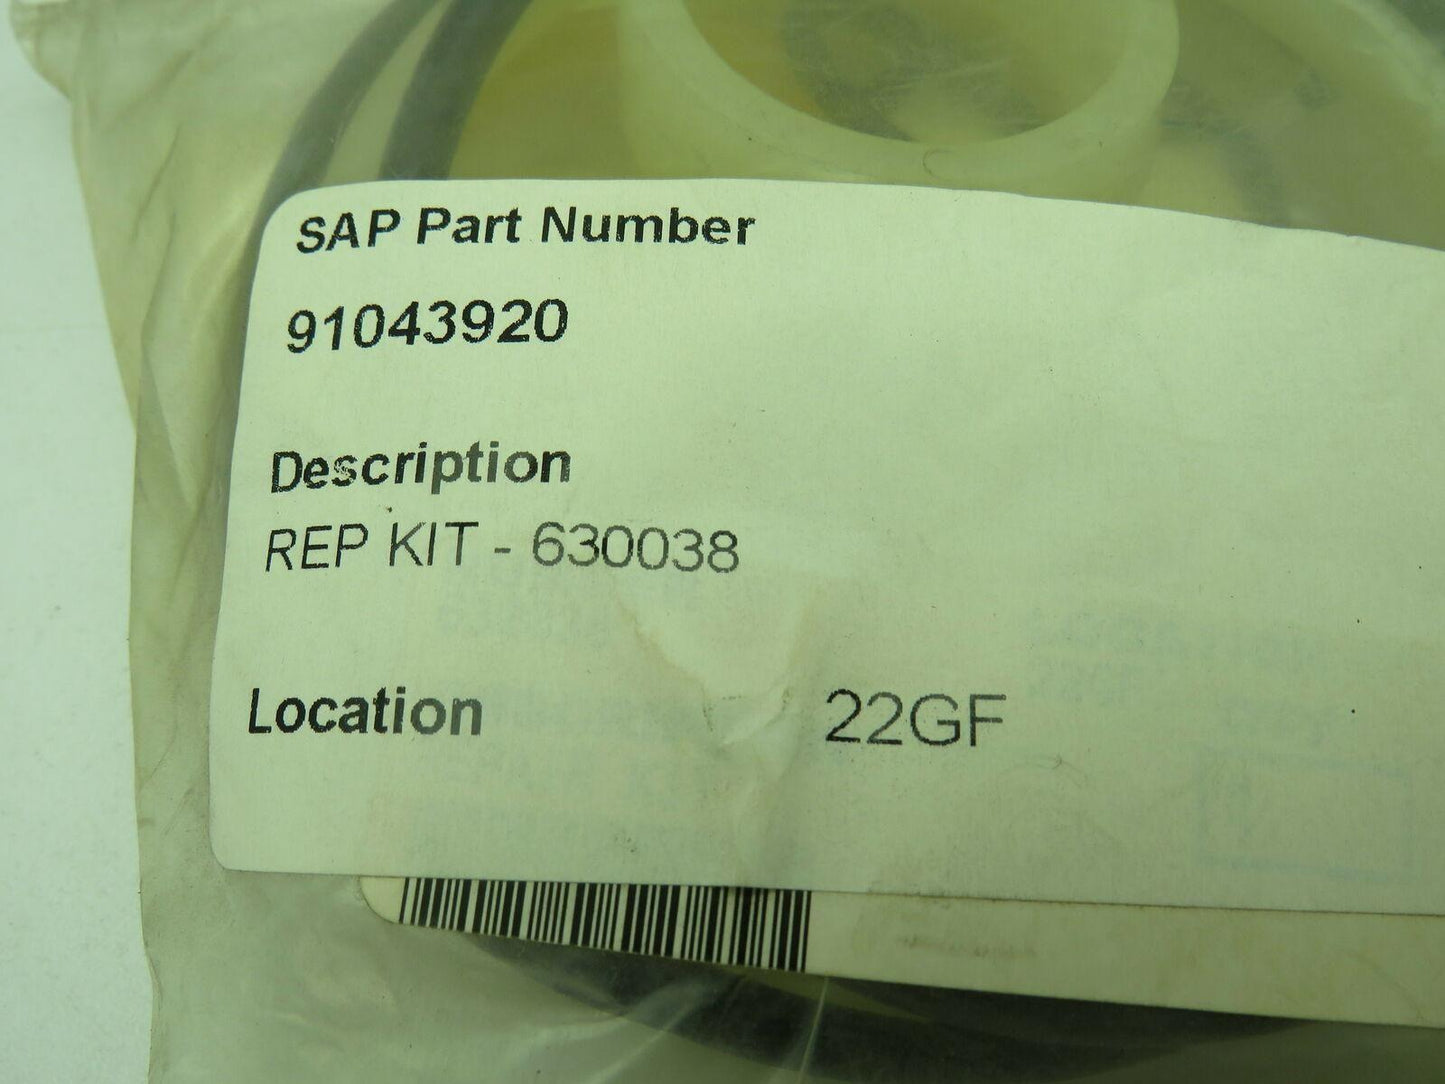 SAP Part Number
91043920
Description
REP KIT - 630038
Location 22GF